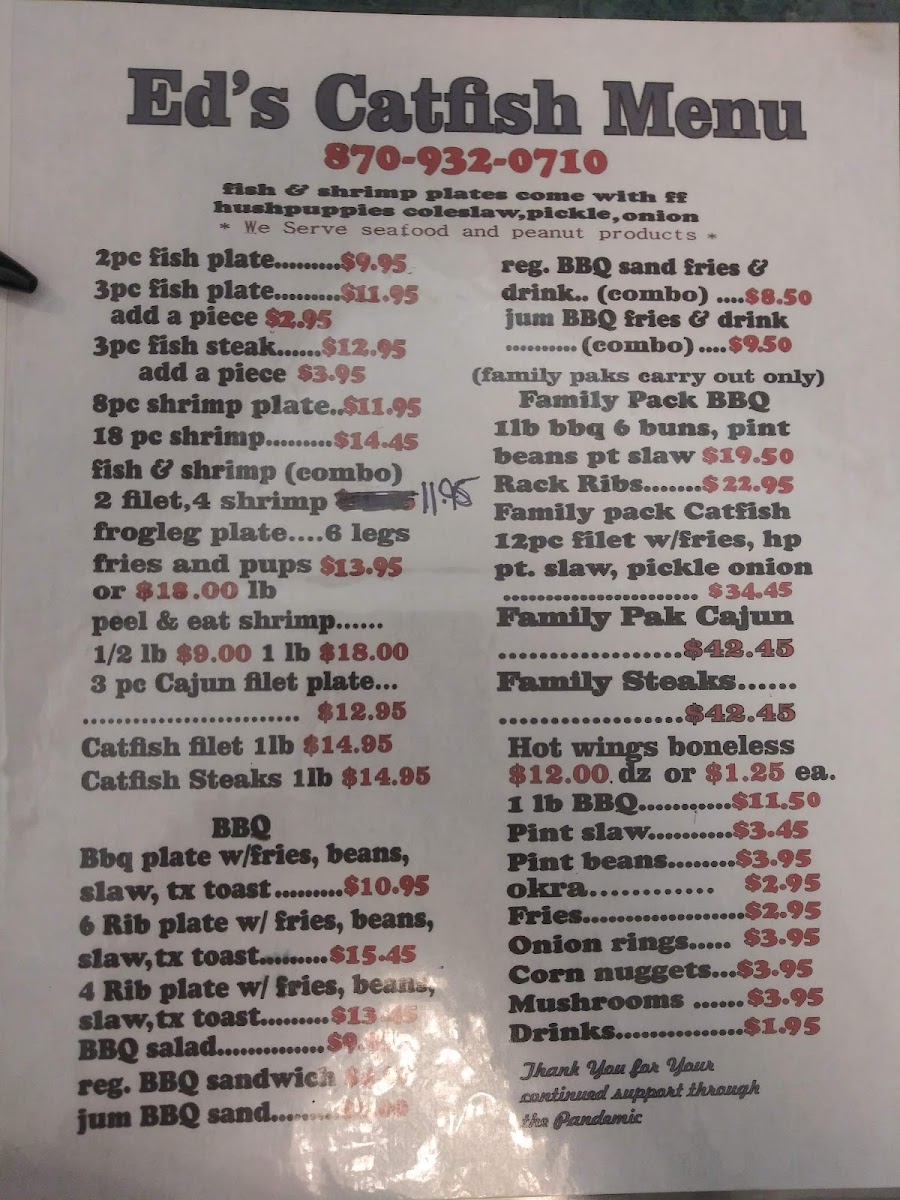 Ed's Catfish Menu
870-932-0710
fish & shrimp plates come with ff
hushpuppies coleslaw,pickle,onion
* We Serve seafood and peanut products *
2pc fish plate.........$9.95
3pc fish plate.........$11.95
add a piece $2.95
3pc fish steak......$12.95
add a piece $3.95
8pc shrimp plate..$11.95
18 pc shrimp.........$14.45
fish & shrimp (combo)
2 filet,4 shrimp 11.95
frogleg plate....6 legs
fries and pups $13.95
or $18.00 lb
peel & eat shrimp......
1/2 lb $9.00 1 lb $18.00
3 pc Cajun filet plate...
........................... $12.95
Catfish filet 1lb $14.95
Catfish Steaks 1lb $14.95
BBQ
Bbq plate w/fries, beans,
slaw, tx toast.........$10.95
6 Rib plate w/ fries, beans,
slaw,tx toast.........$15.45
4 Rib plate w/ fries, beans,
slaw,tx toast.........$13.45
BBQ salad...............
reg. BBQ sandwich
jum BBQ sand.........
reg. BBQ sand fries &
drink.. (combo) ....$8.50
jum BBQ fries & drink
.......... (combo)....$9.50
(family paks carry out only)
Family Pack BBQ
1lb bbq 6 buns, pint
beans pt slaw $19.50
Rack Ribs.......$22.95
Family pack Catfish
12pc filet w/fries, hp
pt. slaw, pickle onion
........................ $34.45
Family Pak Cajun
...................$42.45
Family Steaks......
...................$42.45
Hot wings boneless
$12.00. dz or $1.25 ea.
1 lb BBQ............$11.50
Pint slaw...........$3.45
Pint beans........$3.95
okra............ $2.95
Fries....................$2.95
Onion rings..... $3.95
Corn nuggets...$3.95
Mushrooms ......$3.95
Drinks...............$1.95
Thank You for Your
continued support through
the Pandemic